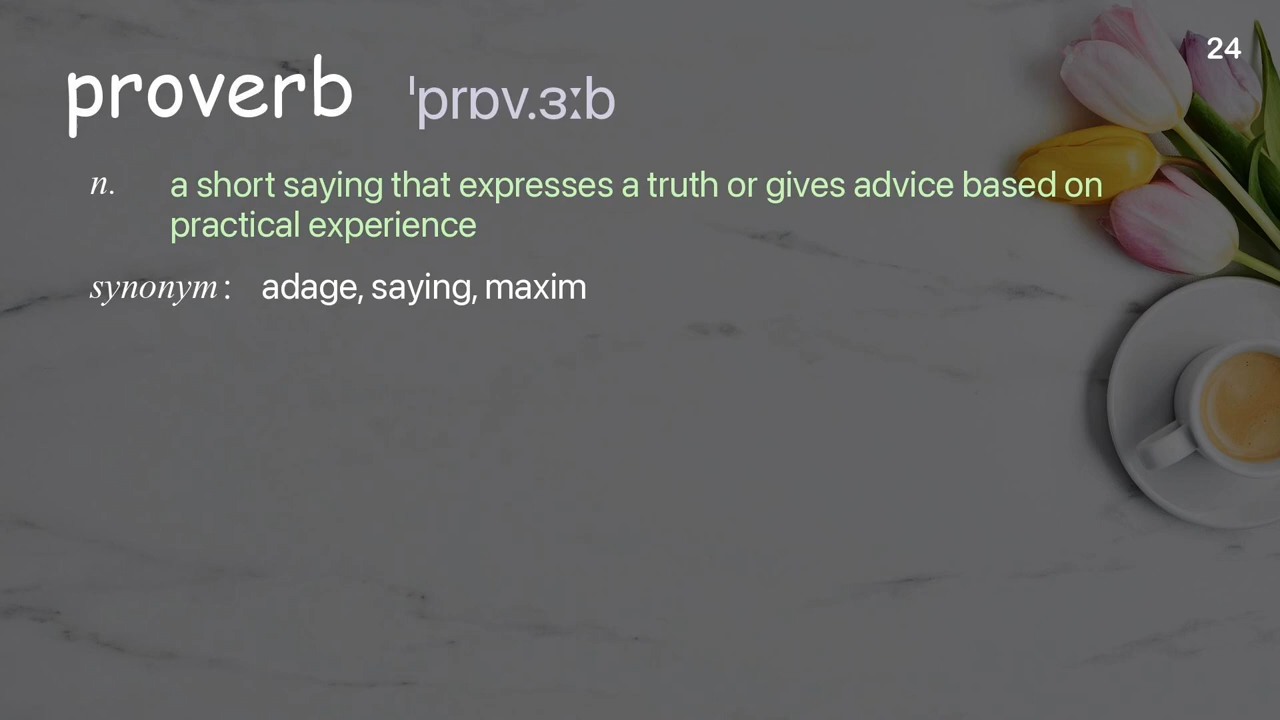 24
proverb ˈprɒv.ɜːb
n. a short saying that expresses a truth or gives advice based on
practical experience
synonym: adage, saying, maxim